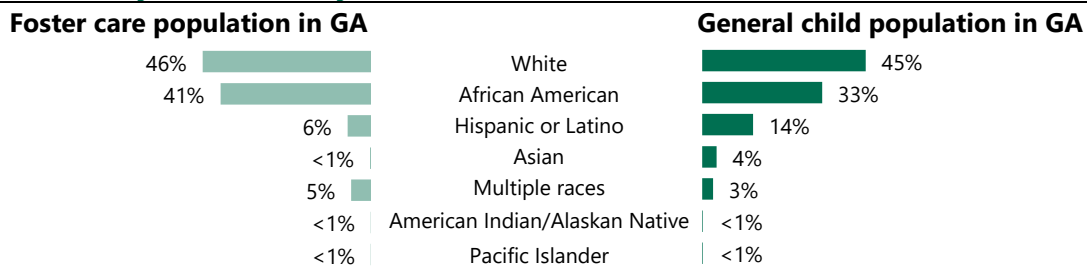 Foster care population in GA General child population in GA
46% White 45%
41% African American 33%
6% Hispanic or Latino 14%
<1% Asian 4%
5% Multiple races 3%
<1% American Indian/Alaskan Native <1%
<1% Pacific Islander <1%